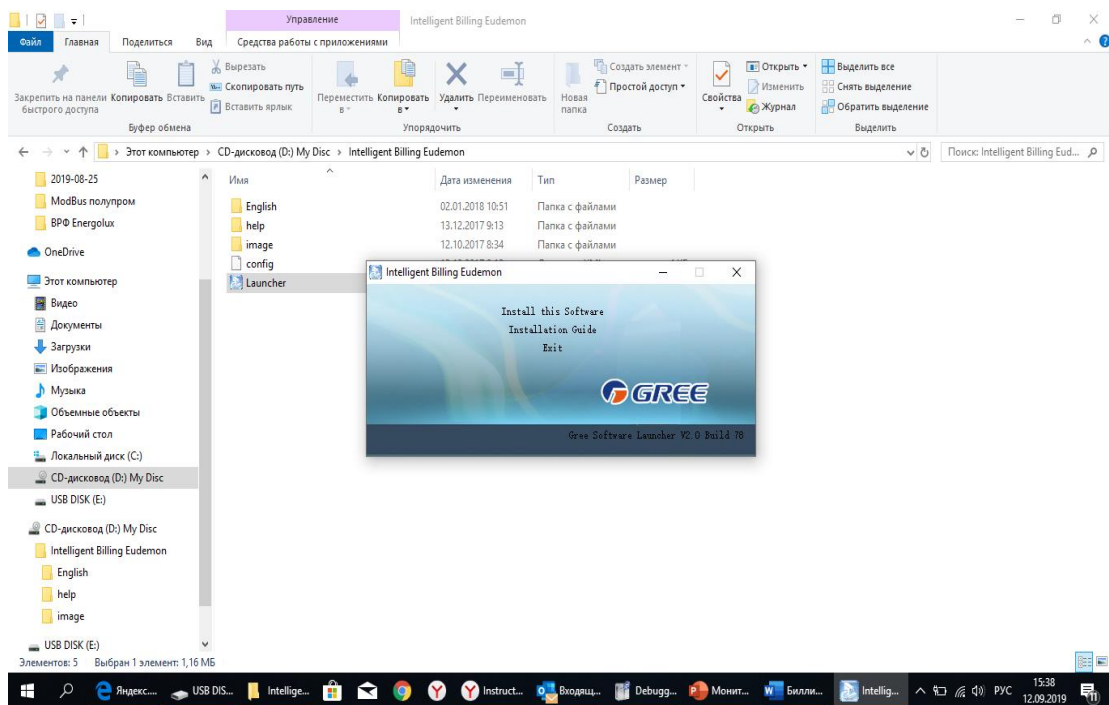 Управление
Intelligent Billing Eudemon
Файл Главная Поделиться Вид Средства работы с приложениями
Закрепить на панели быстрого доступа
Копировать
Вставить
Вырезать
Скопировать путь
Вставить ярлык
Буфер обмена
Переместить в
Копировать в
Удалить
Переименовать
Упорядочить
Новая папка
Создать элемент
Простой доступ
Создать
Свойства
Открыть
Изменить
Журнал
Открыть
Выделить все
Снять выделение
Обратить выделение
Выделить
Этот компьютер > CD-дисковод (D:) My Disc > Intelligent Billing Eudemon
Поиск: Intelligent Billing Eud...
2019-08-25
ModBus полупром
ВРФ Energolux
OneDrive
Этот компьютер
Видео
Документы
Загрузки
Изображения
Музыка
Объемные объекты
Рабочий стол
Локальный диск (C:)
CD-дисковод (D:) My Disc
USB DISK (E:)
CD-дисковод (D:) My Disc
Intelligent Billing Eudemon
English
help
image
USB DISK (E:)
Имя Дата изменения Тип Размер
English 02.01.2018 10:51 Папка с файлами
help 13.12.2017 9:13 Папка с файлами
image 12.10.2017 8:34 Папка с файлами
config
Launcher
Intelligent Billing Eudemon
Install this Software
Installation Guide
Exit
GREE
Gree Software Launcher V2.0 Build 78
Элементов: 5 Выбран 1 элемент: 1,16 МБ
Яндекс.... USB DIS... Intellige... Instruct... Входящ... Debugg... Монит... Билли... Intellig... РУС 15:38
12.09.2019